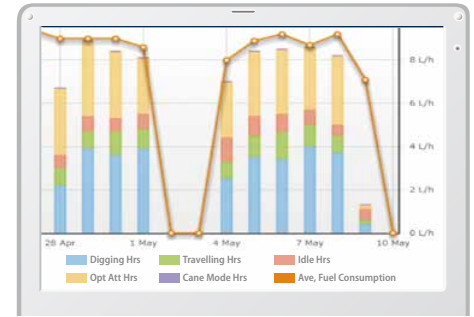 8 L/h
6 L/h
4 L/h
2 L/h
0 L/h
28 Apr 1 May 4 May 7 May 10 May
Digging Hrs Travelling Hrs Idle Hrs
Opt Att Hrs Cane Mode Hrs Ave, Fuel Consumption